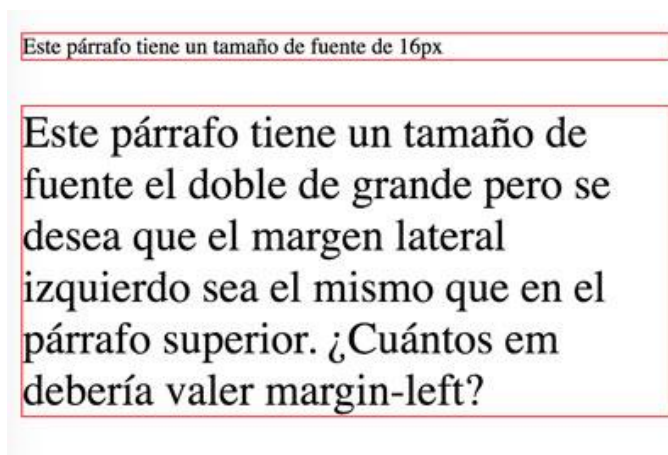 Este párrafo tiene un tamaño de fuente de 16px
Este párrafo tiene un tamaño de
fuente el doble de grande pero se
desea que el margen lateral
izquierdo sea el mismo que en el
párrafo superior. ¿Cuántos em
debería valer margin-left?